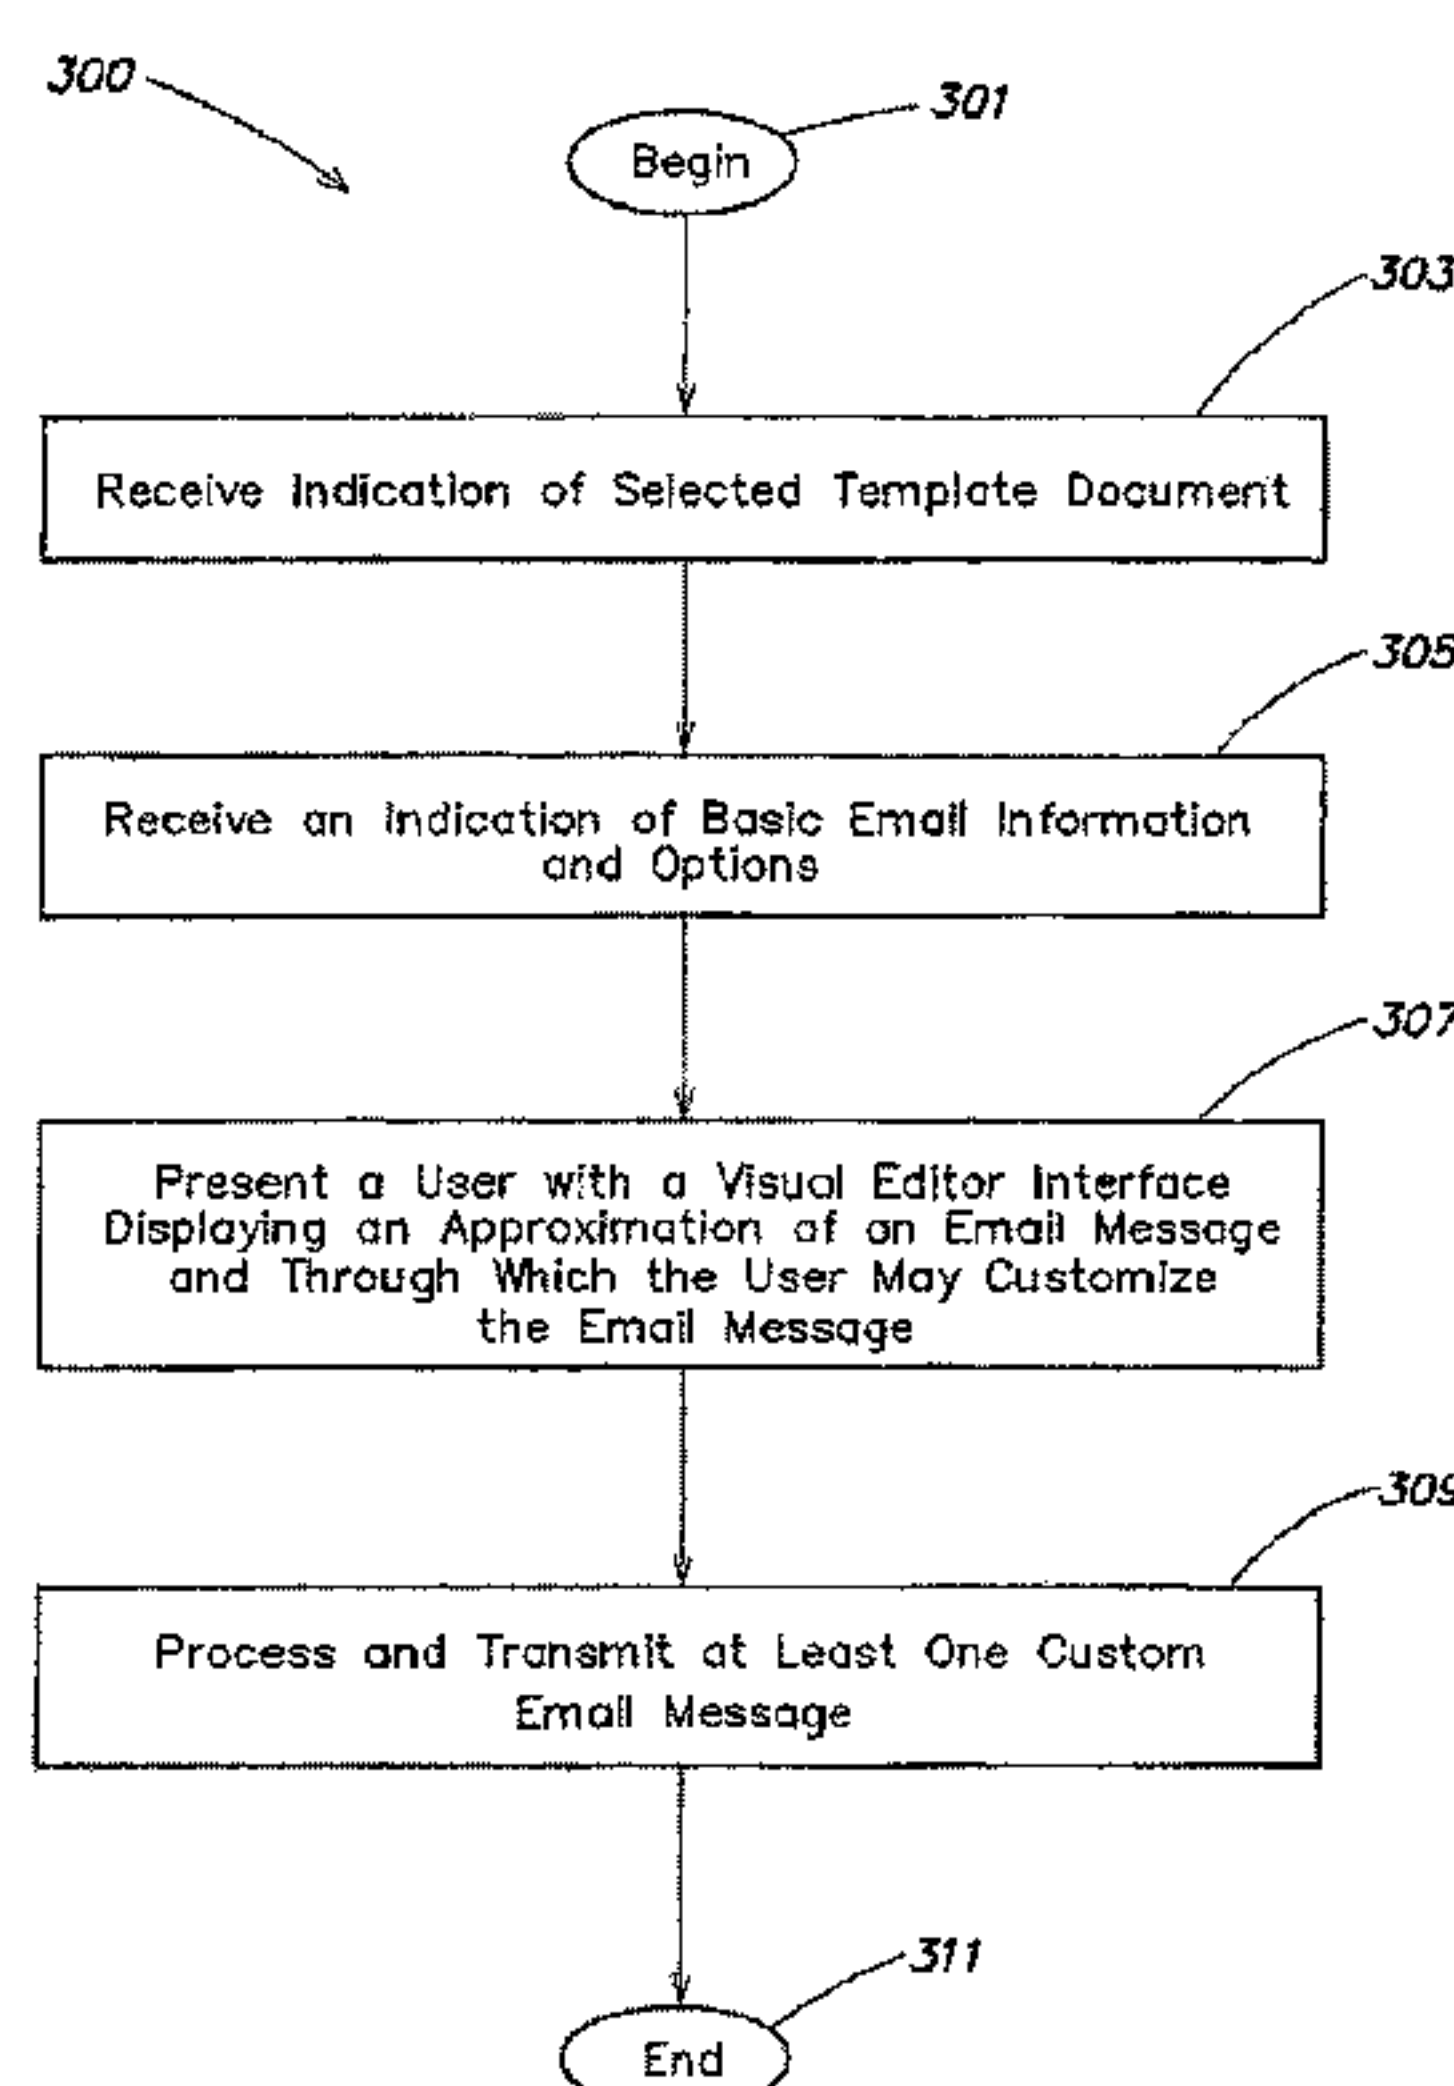 300
301
Begin
303
Receive Indication of Selected Template Document
305
Receive an Indication of Basic Email Information
and Options
307
Present a User with a Visual Editor Interface
Displaying an Approximation of an Email Message
and Through Which the User May Customize
the Email Message
309
Process and Transmit at Least One Custom
Email Message
311
End